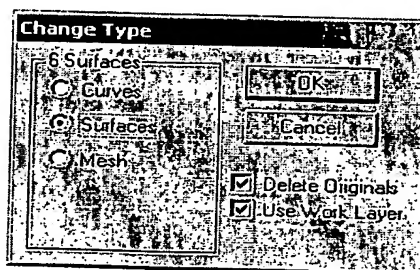 Change Type
6 Surfaces
Curves
Surfaces
Mesh
OK
Cancel
Delete Originals
Use Work Layer